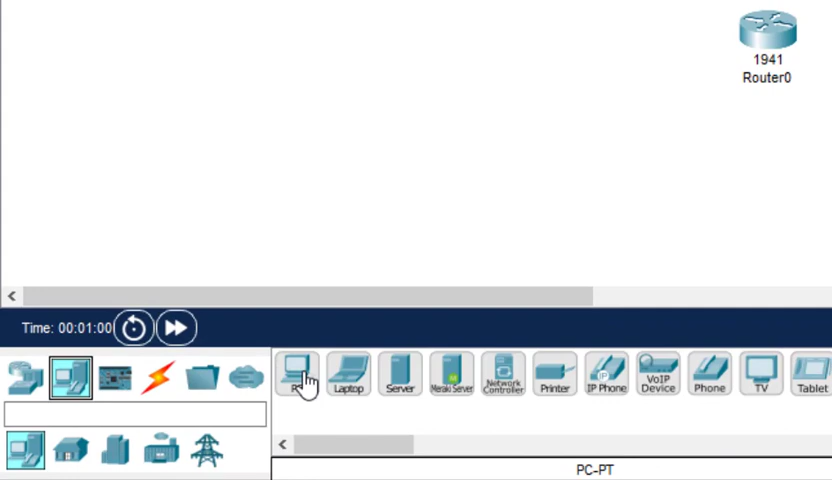 1941
Router0
Time: 00:01:00
Laptop
Server
Meraki Server
Network
Controller
Printer
IP Phone
VoIP
Device
Phone
TV
Tablet
PC-PT